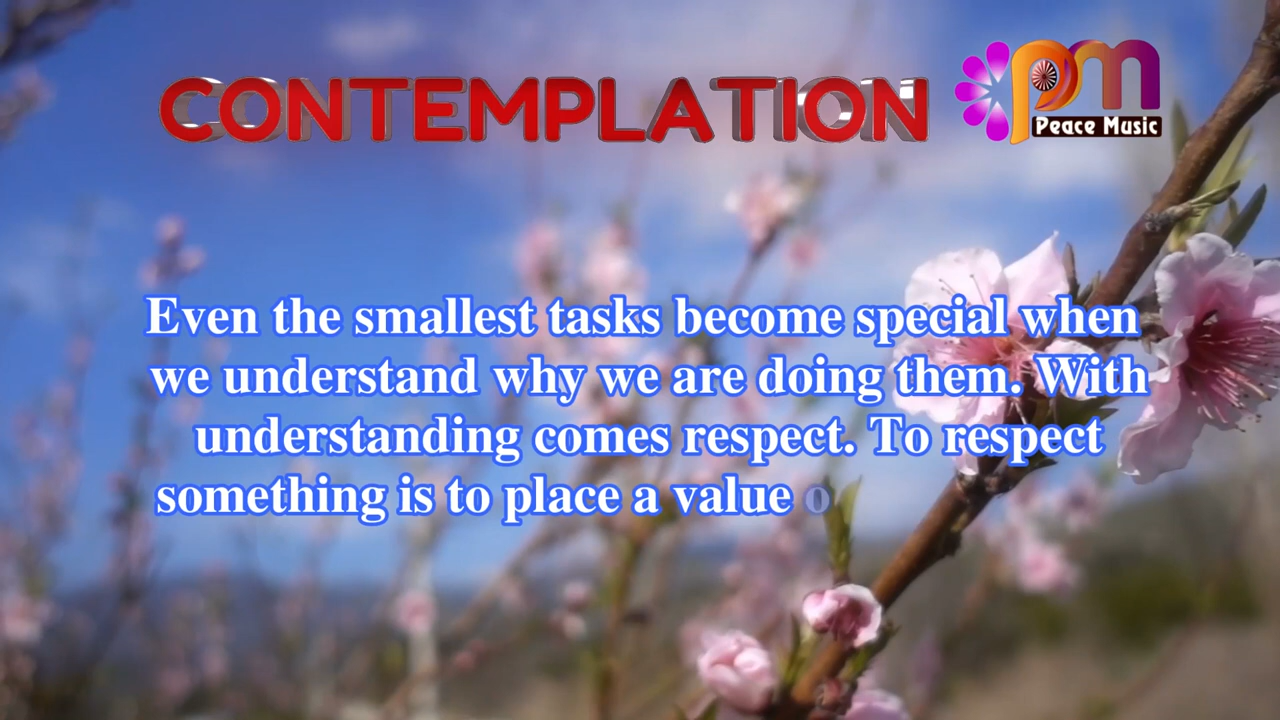 CONTEMPLATION
pm
Peace Music
Even the smallest tasks become special when
we understand why we are doing them. With
understanding comes respect. To respect
something is to place a value o